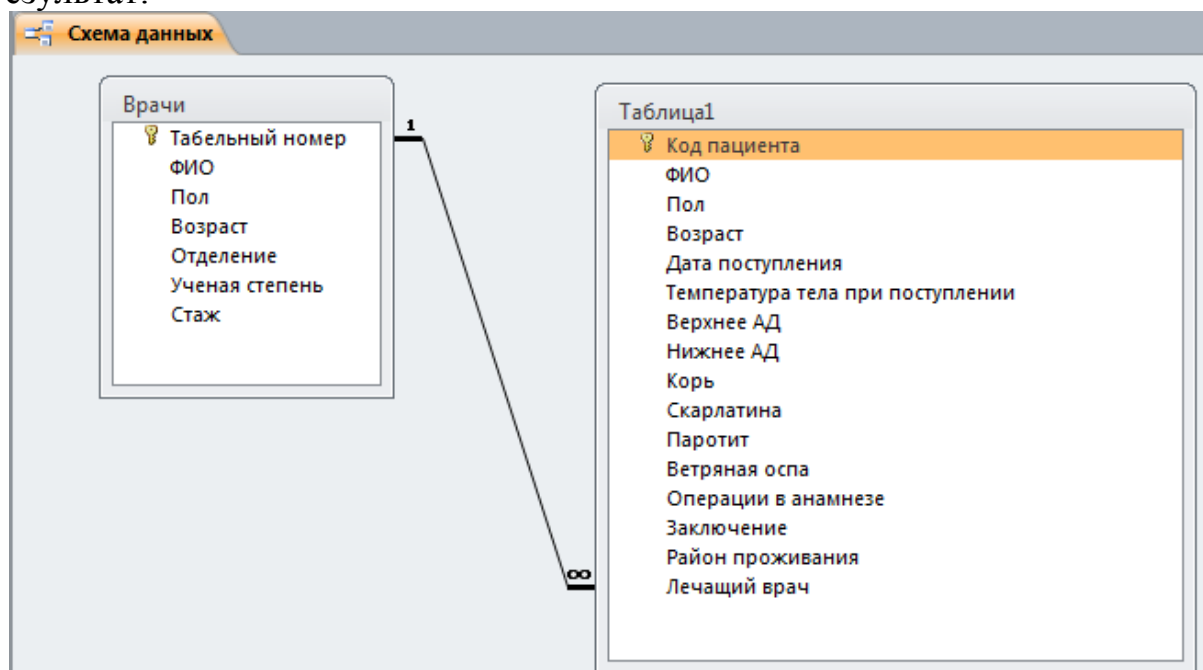 езультат.
Схема данных
Врачи
Табельный номер
ФИО
Пол
Возраст
Отделение
Ученая степень
Стаж
1
∞
Таблица1
Код пациента
ФИО
Пол
Возраст
Дата поступления
Температура тела при поступлении
Верхнее АД
Нижнее АД
Корь
Скарлатина
Паротит
Ветряная оспа
Операции в анамнезе
Заключение
Район проживания
Лечащий врач